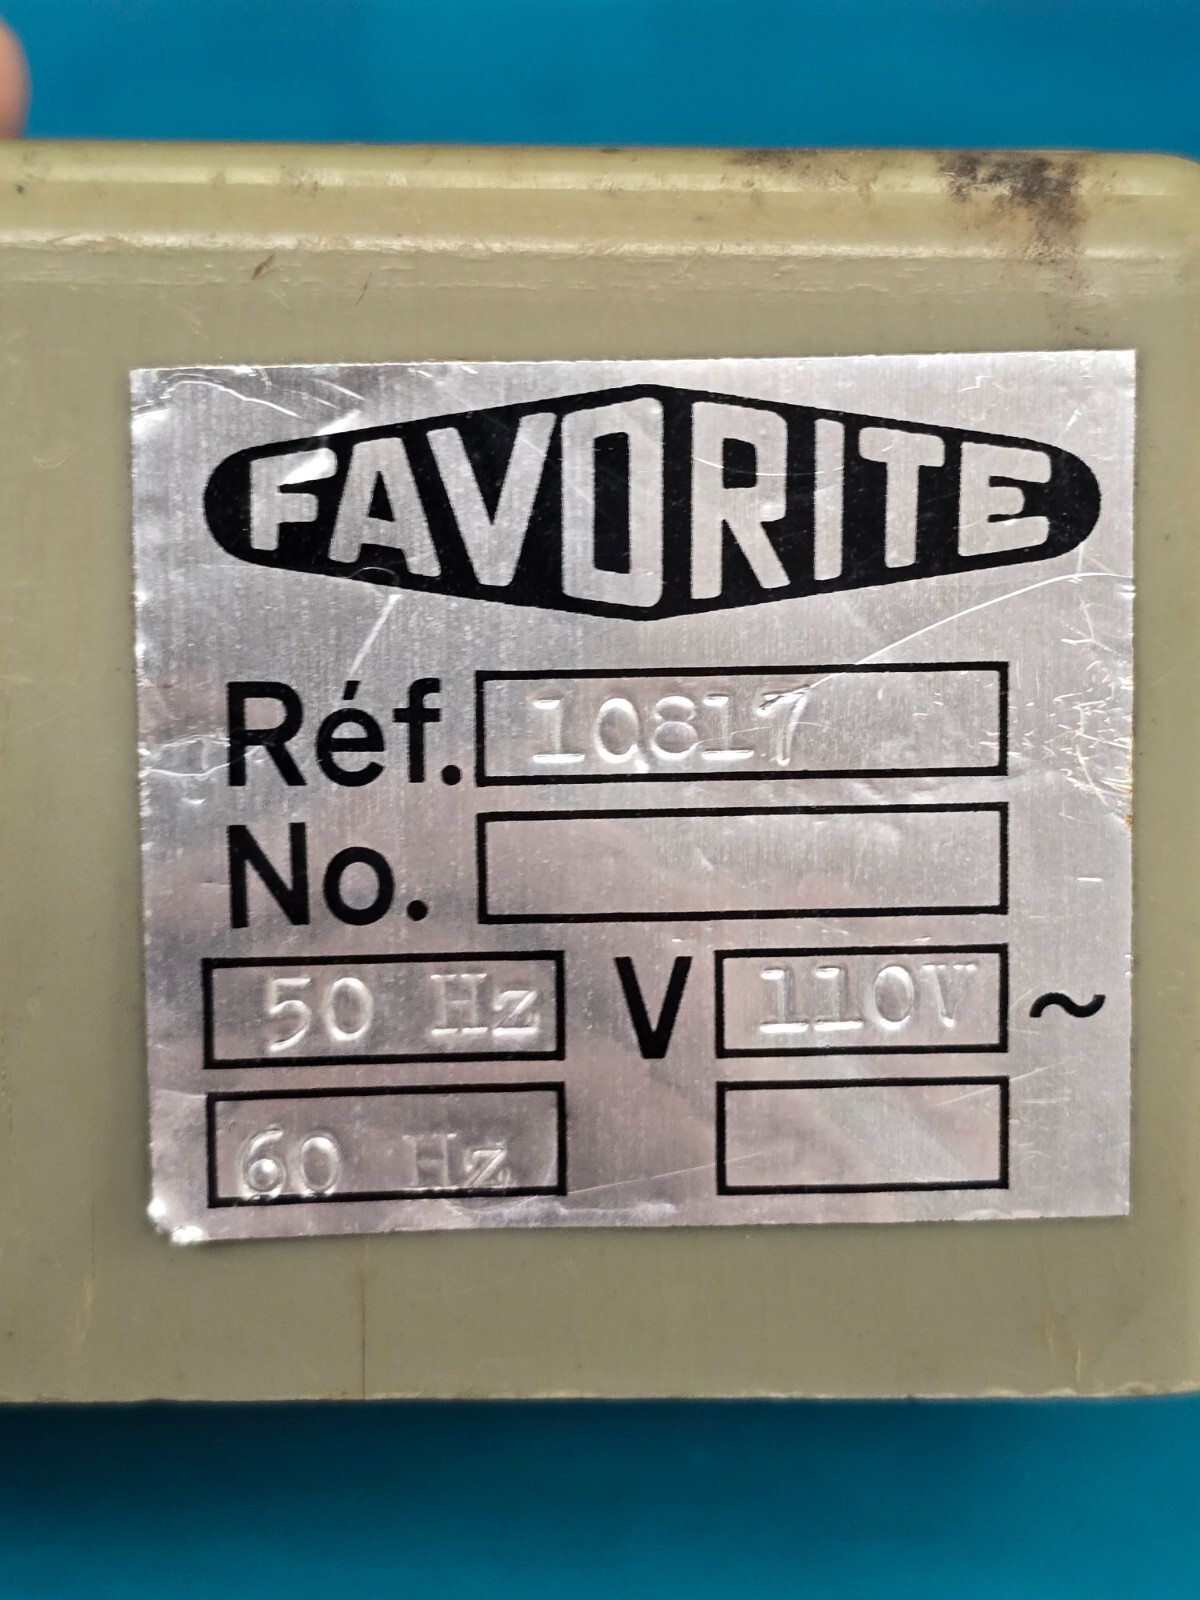 FAVORITE
Réf. 10817
No.
50 Hz V 110V ~
60 Hz